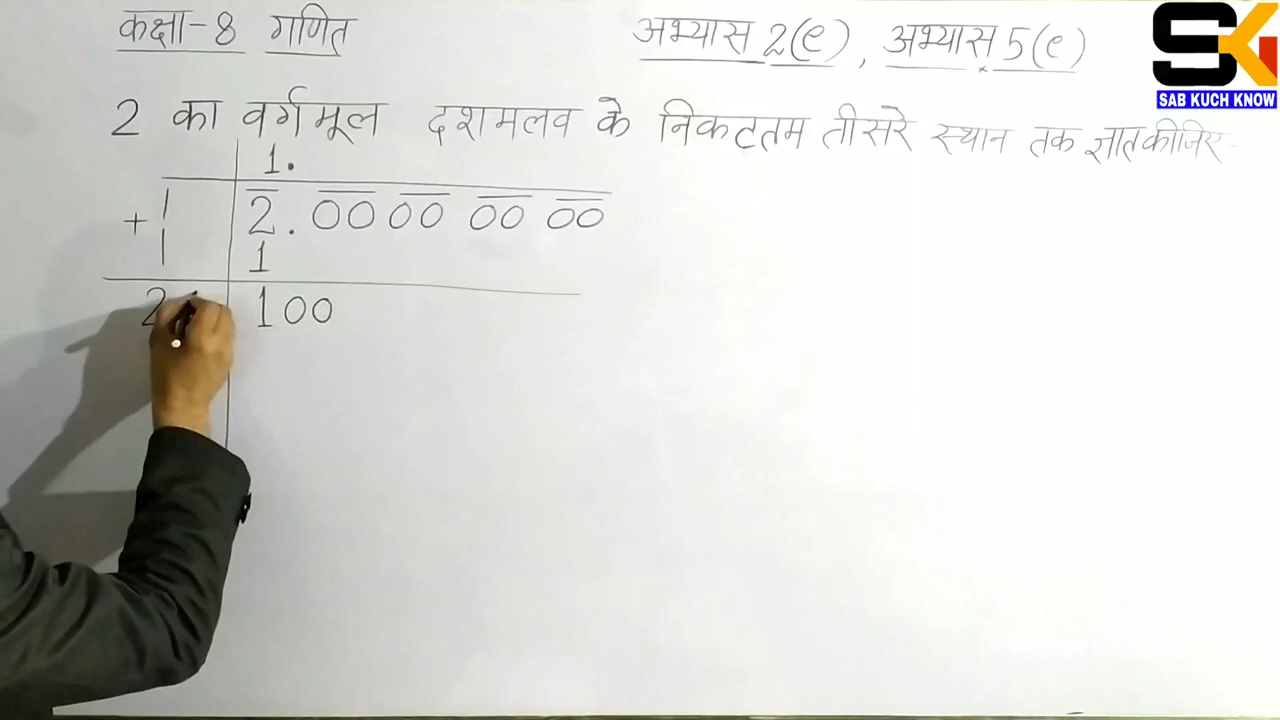 कक्षा-8 गणित अभ्यास 2(e), अभ्यास 5(e)
SK
SAB KUCH KNOW
2 का वर्गमूल दशमलव के निकटतम तीसरे स्थान तक ज्ञात कीजिए-
1.
+ 1 2. 00 00 00 00
1 1
2 100